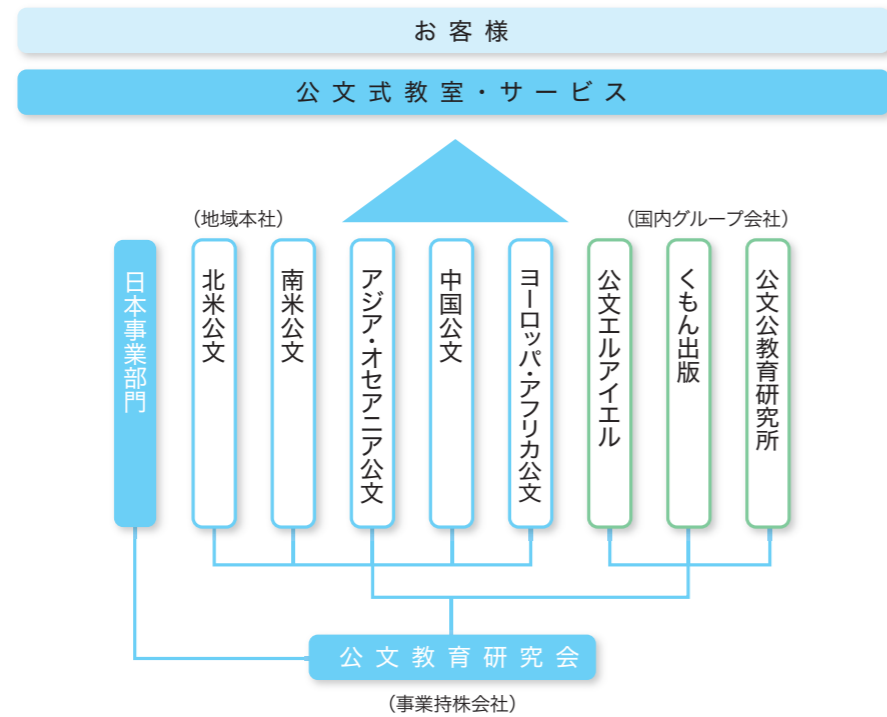 お客様
公文式教室・サービス
（地域本社）
（国内グループ会社）
日本事業部門
北米公文
南米公文
アジア・オセアニア公文
中国公文
ヨーロッパ・アフリカ公文
公文エルアイエル
くもん出版
公文公教育研究所
公文教育研究会
（事業持株会社）